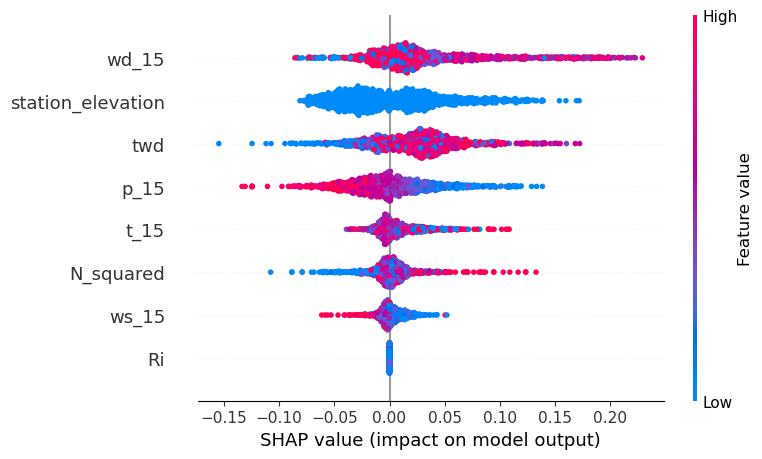 High
wd_15
station_elevation
twd
p_15
t_15
N_squared
ws_15
Ri
Feature value
Low
−0.15 −0.10 −0.05 0.00 0.05 0.10 0.15 0.20
SHAP value (impact on model output)